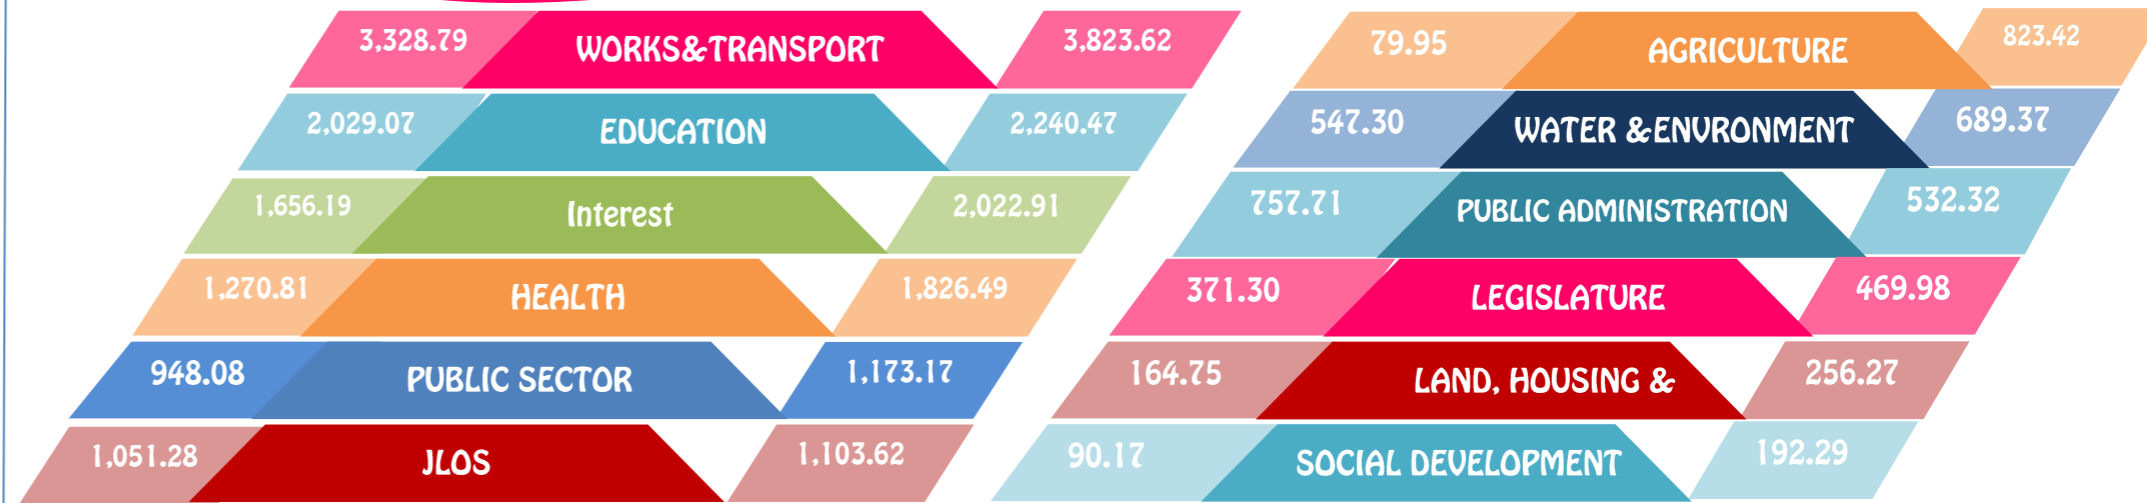 3,328.79 WORKS&TRANSPORT 3,823.62
2,029.07 EDUCATION 2,240.47
1,656.19 Interest 2,022.91
1,270.81 HEALTH 1,826.49
948.08 PUBLIC SECTOR 1,173.17
1,051.28 JLOS 1,103.62
79.95 AGRICULTURE 823.42
547.30 WATER &ENVRONMENT 689.37
757.71 PUBLIC ADMINISTRATION 532.32
371.30 LEGISLATURE 469.98
164.75 LAND, HOUSING & 256.27
90.17 SOCIAL DEVELOPMENT 192.29